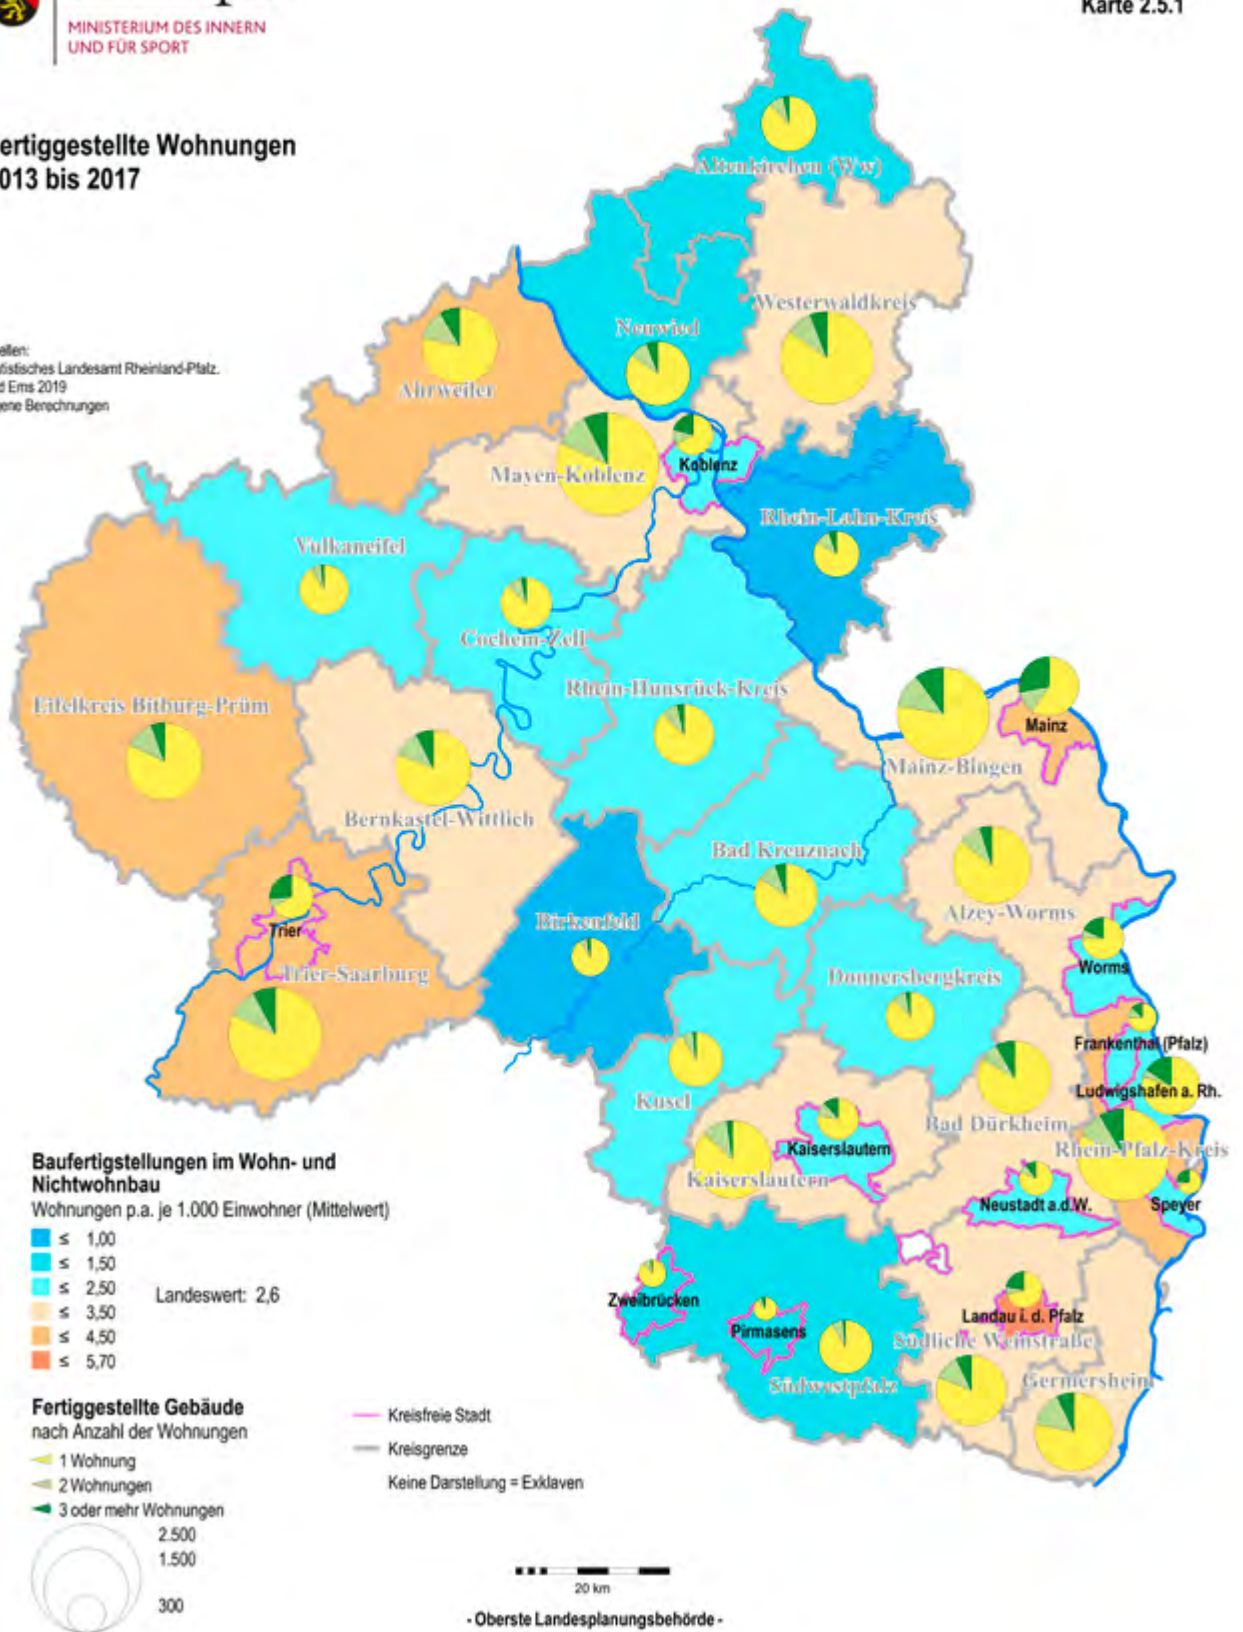 MINISTERIUM DES INNERN
UND FÜR SPORT
Karte 2.5.1
ertiggestellte Wohnungen
013 bis 2017
ellen:
tistisches Landesamt Rheinland-Pfalz.
d Ems 2019
ene Berechnungen
Altenkirchen (Ww)
Westerwaldkreis
Neuwied
Ahrweiler
Mayen-Koblenz
Koblenz
Rhein-Lahn-Kreis
Vulkaneifel
Cochem-Zell
Rhein-Hunsrück-Kreis
Eifelkreis Bitburg-Prüm
Mainz
Mainz-Bingen
Bernkastel-Wittlich
Bad Kreuznach
Alzey-Worms
Birkenfeld
Trier
Trier-Saarburg
Worms
Donnersbergkreis
Frankenthal (Pfalz)
Ludwigshafen a. Rh.
Kusel
Bad Dürkheim
Rhein-Pfalz-Kreis
Kaiserslautern
Kaiserslautern
Neustadt a.d.W.
Speyer
Zweibrücken
Pirmasens
Landau i. d. Pfalz
Südliche Weinstraße
Südwestpfalz
Germersheim
Baufertigstellungen im Wohn- und
Nichtwohnbau
Wohnungen p.a. je 1.000 Einwohner (Mittelwert)
≤ 1,00
≤ 1,50
≤ 2,50
≤ 3,50
≤ 4,50
≤ 5,70
Landeswert: 2,6
Fertiggestellte Gebäude
nach Anzahl der Wohnungen
1 Wohnung
2 Wohnungen
3 oder mehr Wohnungen
2.500
1.500
300
Kreisfreie Stadt
Kreisgrenze
Keine Darstellung = Exklaven
20 km
- Oberste Landesplanungsbehörde -